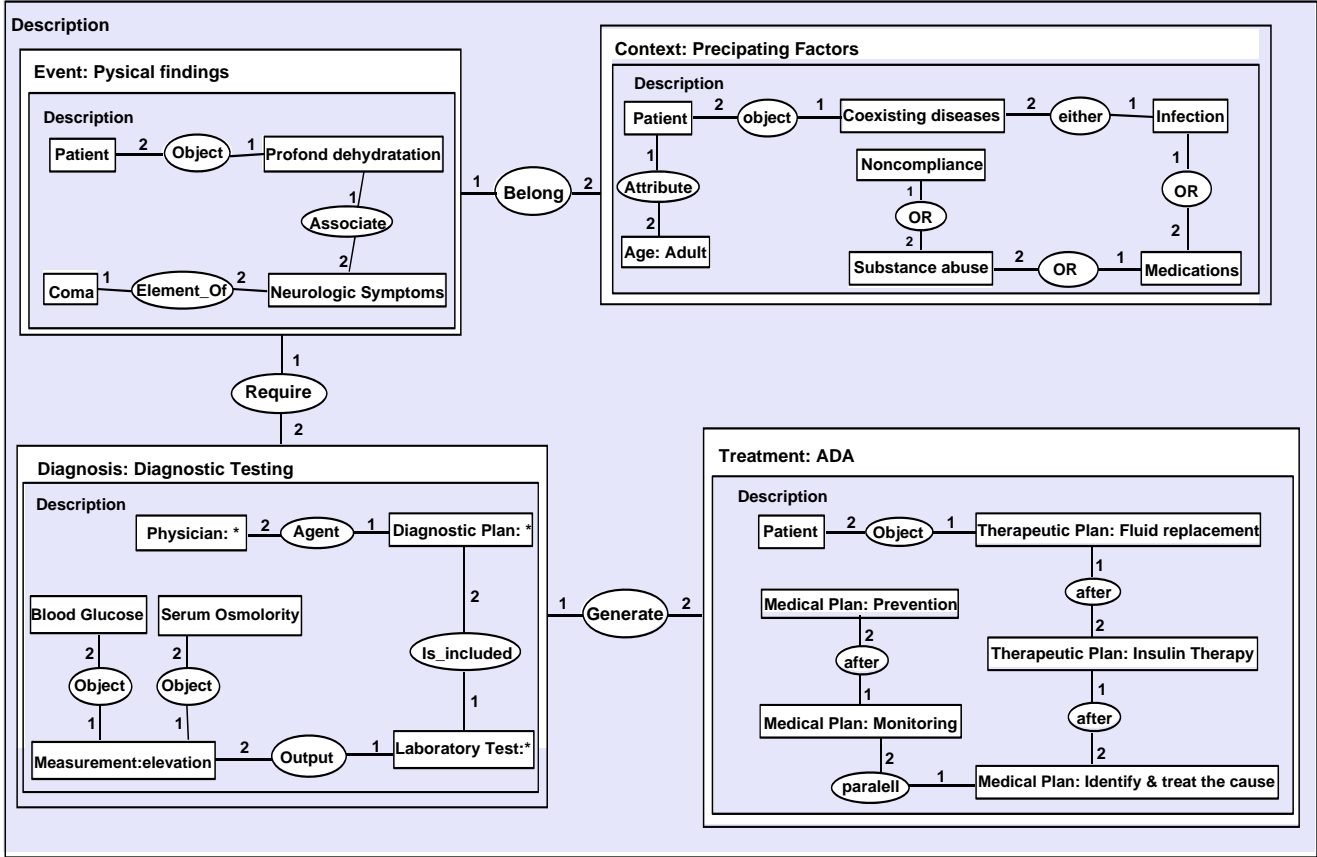 Description
Event: Pysical findings
Description
Patient 2 Object 1 Profond dehydratation
1
Associate
2
Coma 1 Element_Of 2 Neurologic Symptoms
1 Belong 2
Context: Precipating Factors
Description
Patient 2 object 1 Coexisting diseases 2 either 1 Infection
1
Attribute
2
Age: Adult
Noncompliance
1
OR
2
Substance abuse 2 OR 1 Medications
1
OR
2
1
Require
2
Diagnosis: Diagnostic Testing
Description
Physician: * 2 Agent 1 Diagnostic Plan: *
2
Is_included
1
Blood Glucose Serum Osmolority
2 2
Object Object
1 1
Measurement:elevation 2 Output 1 Laboratory Test:*
1 Generate 2
Treatment: ADA
Description
Patient 2 Object 1 Therapeutic Plan: Fluid replacement
1
after
2
Medical Plan: Prevention
2
after
1
Medical Plan: Monitoring
Therapeutic Plan: Insulin Therapy
1
after
2
2
paralell 1 Medical Plan: Identify & treat the cause